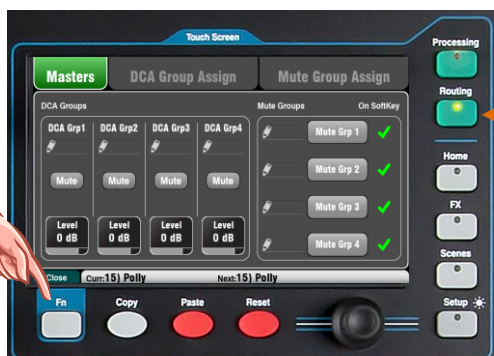 Touch Screen
Processing
Masters DCA Group Assign Mute Group Assign
Routing
DCA Groups Mute Groups On SoftKey
DCA Grp1 DCA Grp2 DCA Grp3 DCA Grp4
Mute Grp 1
Home
Mute Mute Mute Mute
Mute Grp 2
FX
Mute Grp 3
Level Level Level Level
0 dB 0 dB 0 dB 0 dB
Mute Grp 4
Scenes
Close Curr:15) Polly Next:15) Polly
Fn Copy Paste Reset Setup